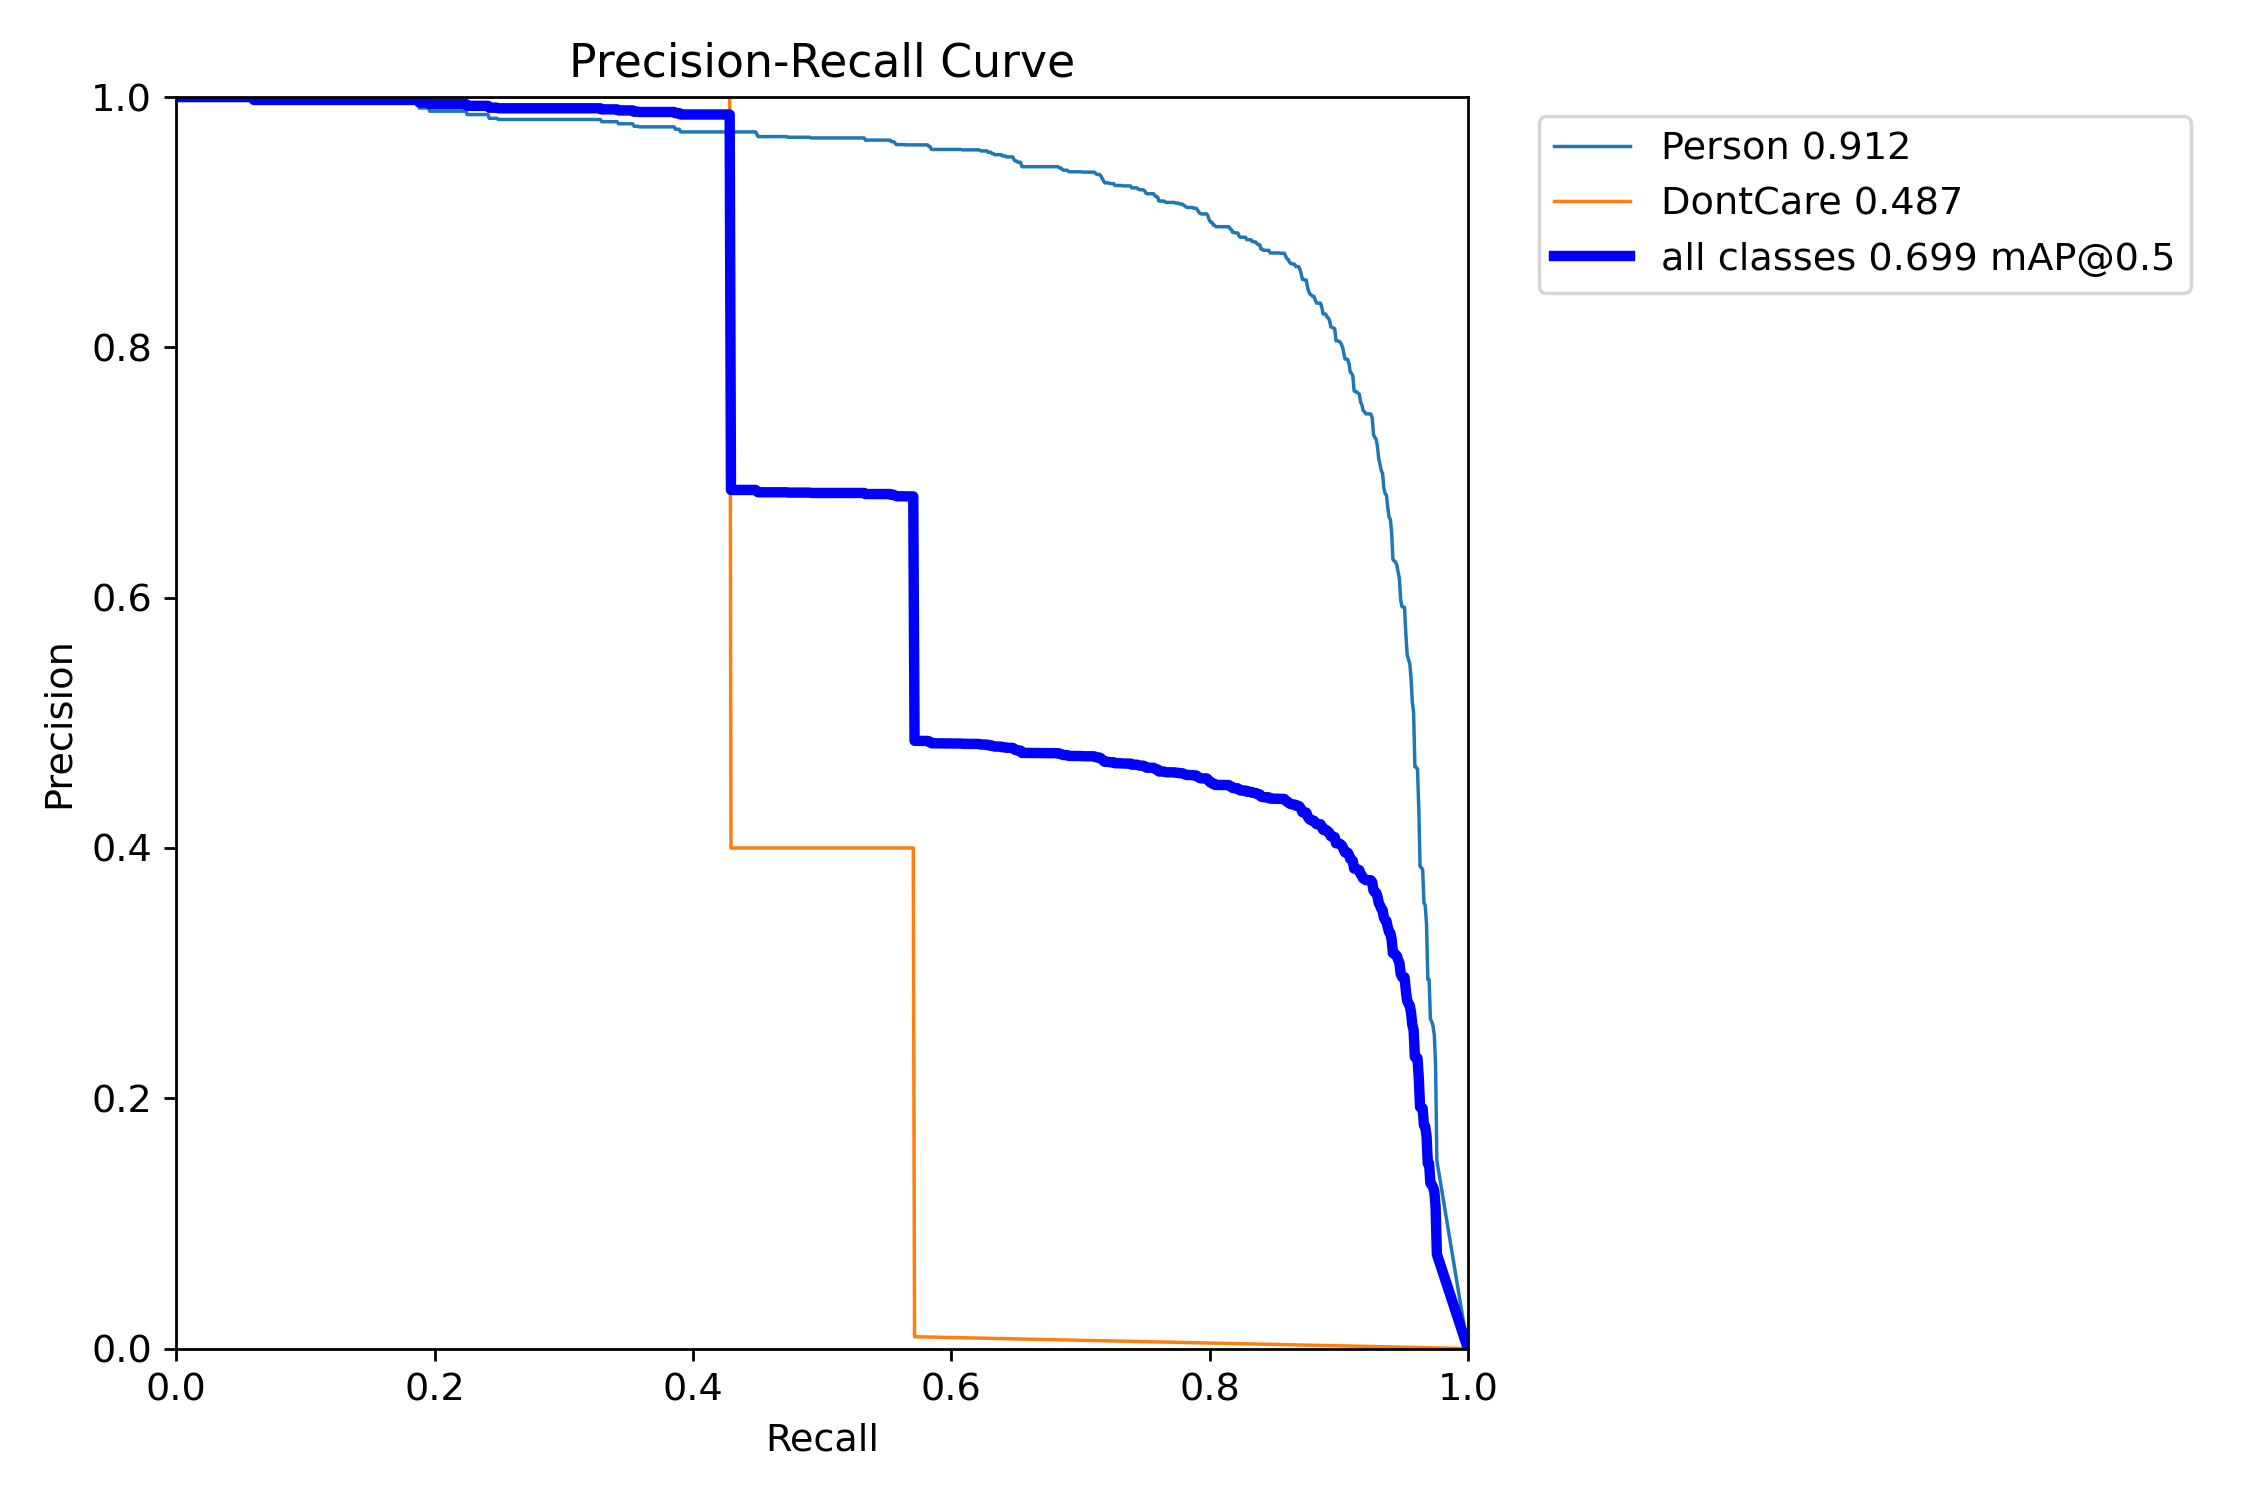 Precision-Recall Curve
Person 0.912
DontCare 0.487
all classes 0.699 mAP@0.5
1.0
0.8
0.6
0.4
0.2
0.0
Precision
0.0 0.2 0.4 0.6 0.8 1.0
Recall